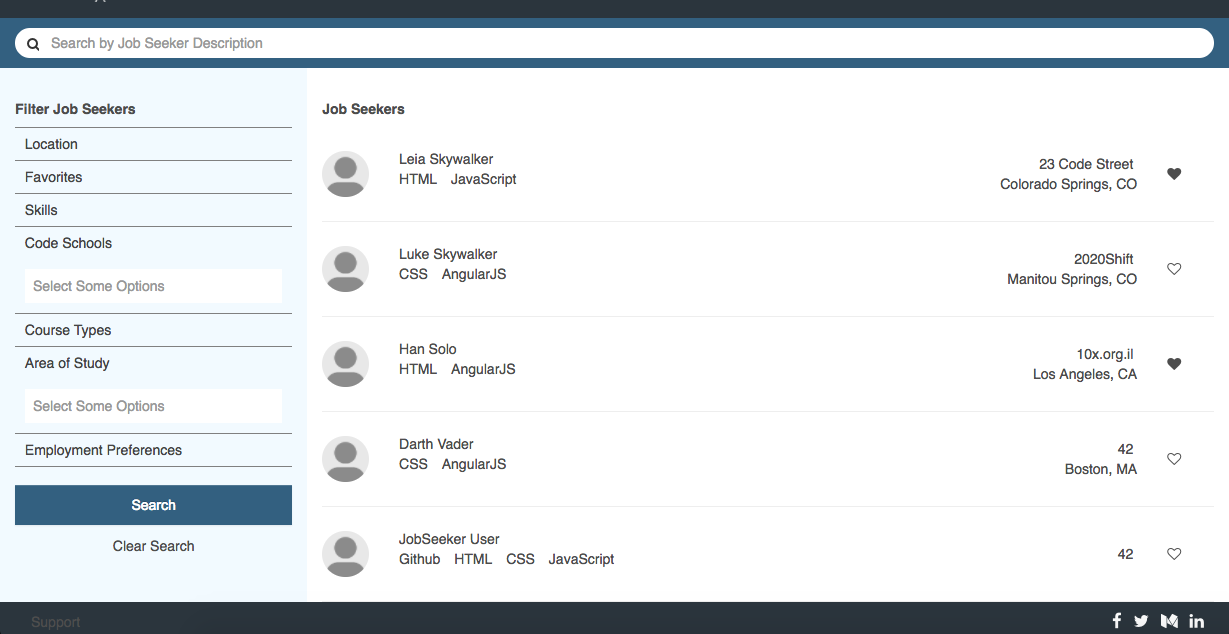 Search by Job Seeker Description
Filter Job Seekers
Location
Favorites
Skills
Code Schools
Select Some Options
Course Types
Area of Study
Select Some Options
Employment Preferences
Search
Clear Search
Job Seekers
Leia Skywalker
HTML JavaScript
23 Code Street
Colorado Springs, CO
Luke Skywalker
CSS AngularJS
2020Shift
Manitou Springs, CO
Han Solo
HTML AngularJS
10x.org.il
Los Angeles, CA
Darth Vader
CSS AngularJS
42
Boston, MA
JobSeeker User
Github HTML CSS JavaScript
42
Support